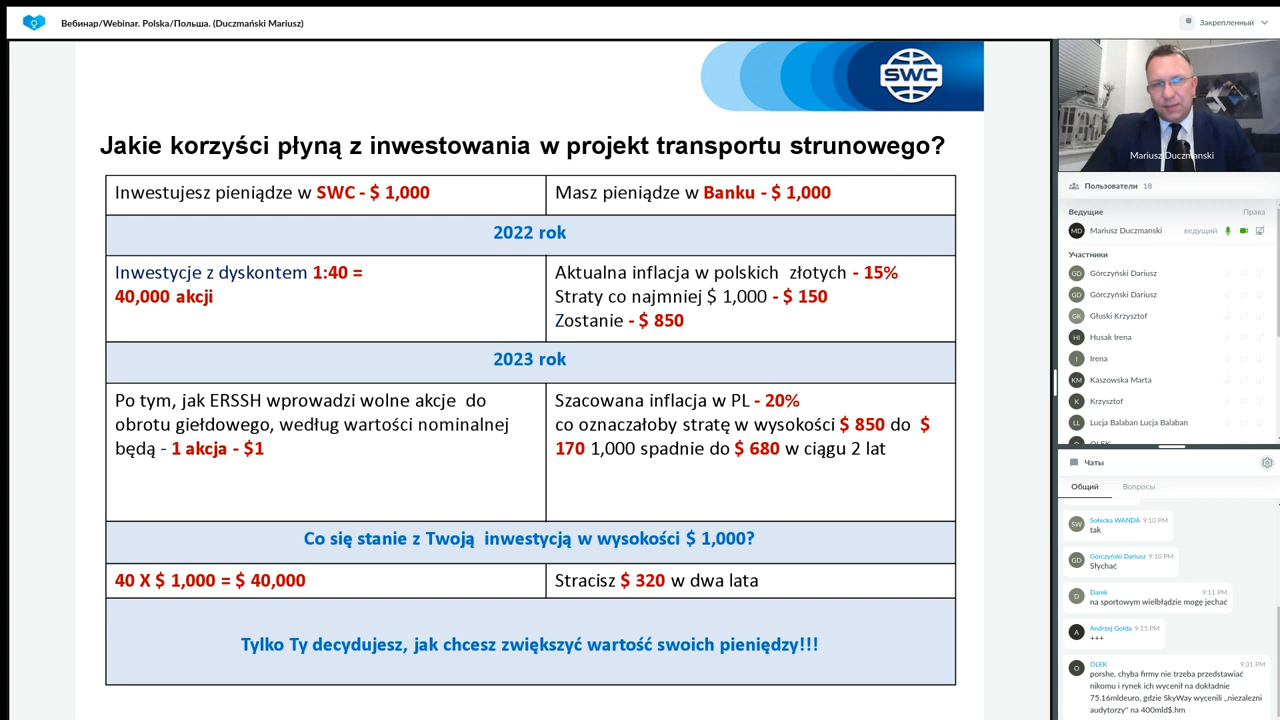 Вебинар/Webinar. Polska/Польша. (Duczmański Mariusz)
Закрепленный
SWC
Jakie korzyści płyną z inwestowania w projekt transportu strunowego?
Inwestujesz pieniądze w SWC - $ 1,000
Masz pieniądze w Banku - $ 1,000
2022 rok
Inwestycje z dyskontem 1:40 =
40,000 akcji
Aktualna inflacja w polskich złotych - 15%
Straty co najmniej $ 1,000 - $ 150
Zostanie - $ 850
2023 rok
Po tym, jak ERSSH wprowadzi wolne akcje do
obrotu giełdowego, według wartości nominalnej
będą - 1 akcja - $1
Szacowana inflacja w PL - 20%
co oznaczałoby stratę w wysokości $ 850 do $
170 1,000 spadnie do $ 680 w ciągu 2 lat
Co się stanie z Twoją inwestycją w wysokości $ 1,000?
40 X $ 1,000 = $ 40,000
Stracisz $ 320 w dwa lata
Tylko Ty decydujesz, jak chcesz zwiększyć wartość swoich pieniędzy!!!
Mariusz Duczmanski
Пользователи 18
Ведущие Права
MD Mariusz Duczmanski ведущий
Участники
GD Górczyński Dariusz
GD Górczyński Dariusz
GK Głuski Krzysztof
HI Husak Irena
I Irena
KM Kaszowska Marta
K Krzysztof
LL Lucja Balaban Lucja Balaban
OLEK
Чаты
Общий Вопросы
SW Sołecka WANDA 9:10 PM
tak
GD Górczyński Dariusz 9:10 PM
Słychać
D Darek 9:11 PM
na sportowym wielbłądzie mogę jechać
A Andrzej Gołda 9:15 PM
+++
O OLEK 9:31 PM
porshe, chyba firmy nie trzeba przedstawiać
nikomu i rynek ich wycenił na dokładnie
75.16mldeuro, gdzie SkyWay wycenili ,,niezalezni
audytorzy" na 400mld$.hm